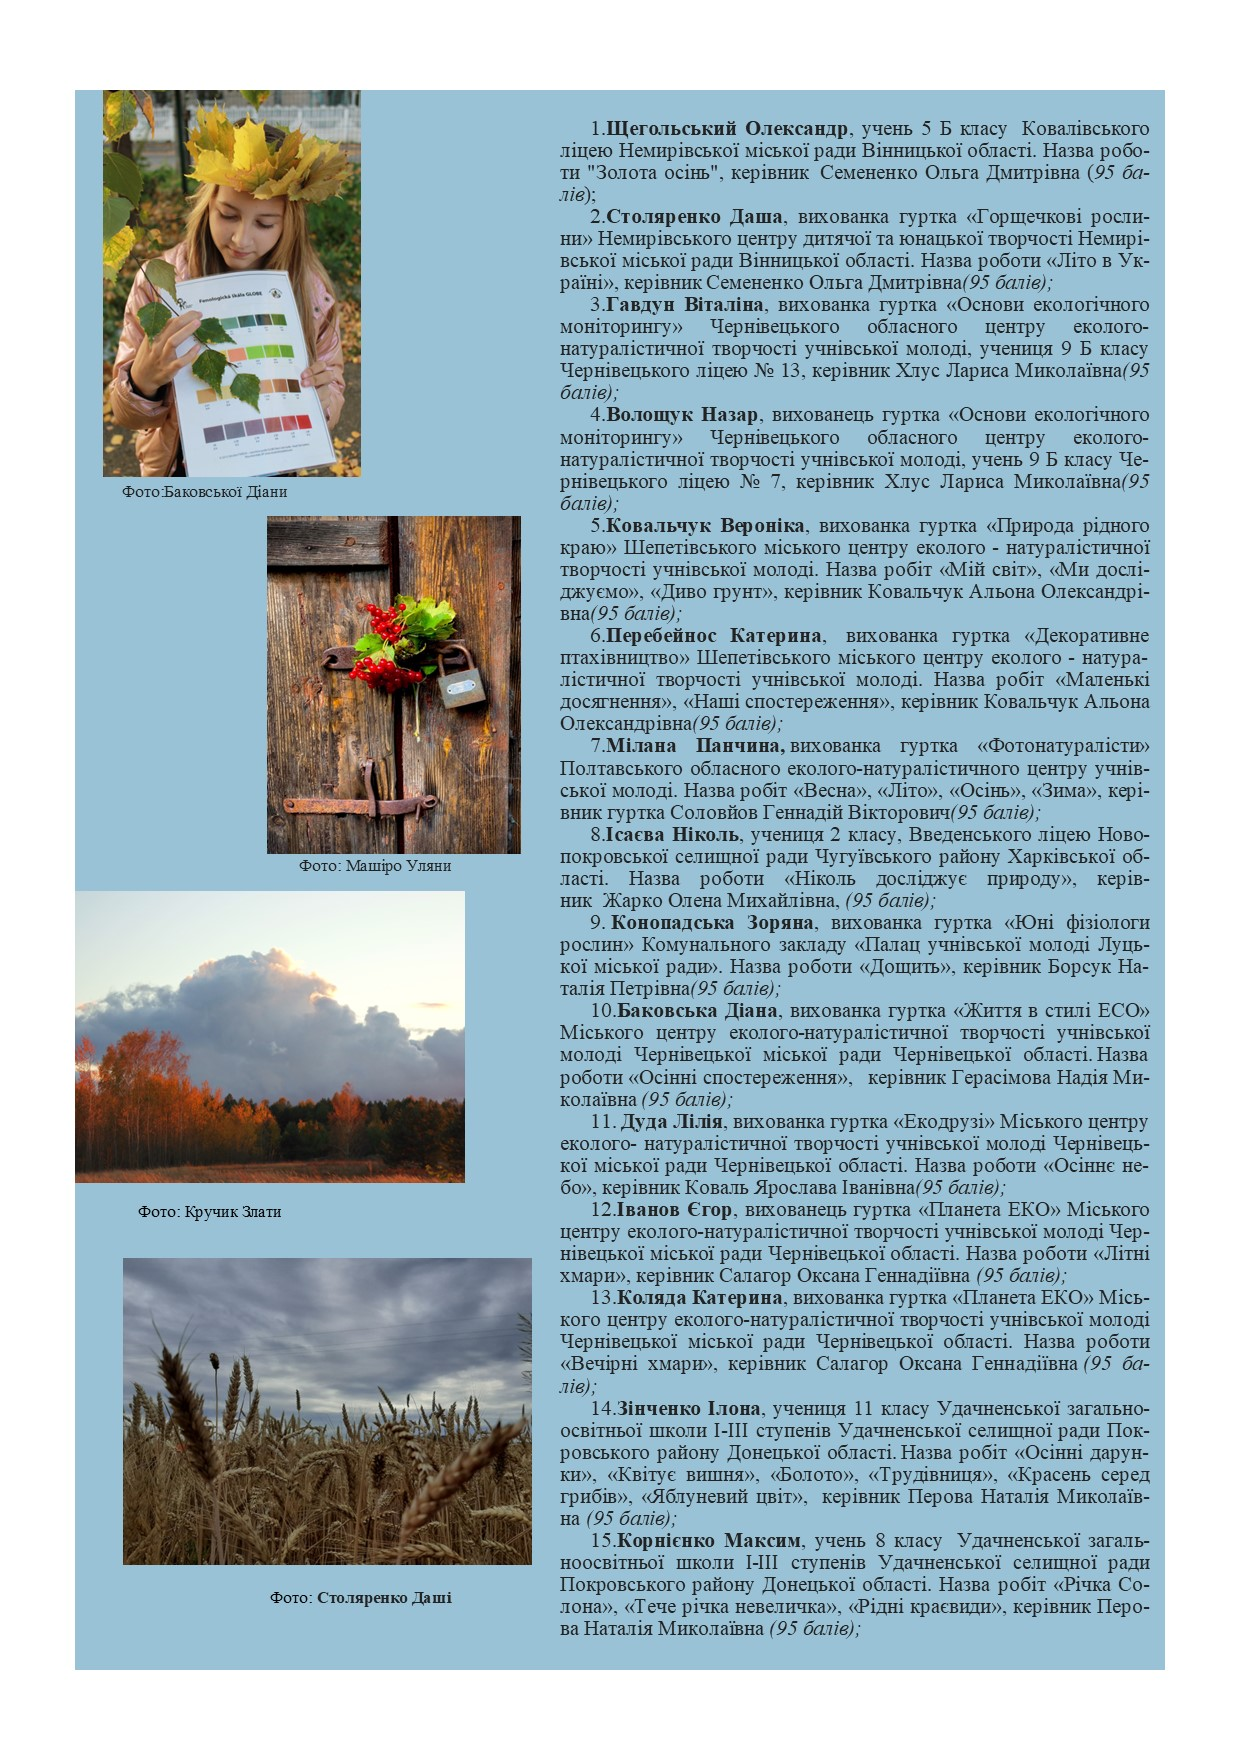 Fenologická škála GLOBE
Фото:Баковської Діани
Фото: Машіро Уляни
Фото: Кручик Злати
Фото: Столяренко Даші
1.Щегольський Олександр, учень 5 Б класу Ковалівського
ліцею Немирівської міської ради Вінницької області. Назва робо-
ти "Золота осінь", керівник Семененко Ольга Дмитрівна (95 ба-
лів);
2.Столяренко Даша, вихованка гуртка «Горщечкові росли-
ни» Немирівського центру дитячої та юнацької творчості Немирі-
вської міської ради Вінницької області. Назва роботи «Літо в Ук-
раїні», керівник Семененко Ольга Дмитрівна(95 балів);
3.Гавдун Віталіна, вихованка гуртка «Основи екологічного
моніторингу» Чернівецького обласного центру еколого-
натуралістичної творчості учнівської молоді, учениця 9 Б класу
Чернівецького ліцею № 13, керівник Хлус Лариса Миколаївна(95
балів);
4.Волощук Назар, вихованець гуртка «Основи екологічного
моніторингу» Чернівецького обласного центру еколого-
натуралістичної творчості учнівської молоді, учень 9 Б класу Че-
рнівецького ліцею № 7, керівник Хлус Лариса Миколаївна(95
балів);
5.Ковальчук Вероніка, вихованка гуртка «Природа рідного
краю» Шепетівського міського центру еколого - натуралістичної
творчості учнівської молоді. Назва робіт «Мій світ», «Ми дослі-
джуємо», «Диво грунт», керівник Ковальчук Альона Олександрі-
вна(95 балів);
6.Перебейнос Катерина, вихованка гуртка «Декоративне
птахівництво» Шепетівського міського центру еколого - натура-
лістичної творчості учнівської молоді. Назва робіт «Маленькі
досягнення», «Наші спостереження», керівник Ковальчук Альона
Олександрівна(95 балів);
7.Мілана Панчина, вихованка гуртка «Фотонатуралісти»
Полтавського обласного еколого-натуралістичного центру учнів-
ської молоді. Назва робіт «Весна», «Літо», «Осінь», «Зима», кері-
вник гуртка Соловйов Геннадій Вікторович(95 балів);
8.Ісаєва Ніколь, учениця 2 класу, Введенського ліцею Ново-
покровської селищної ради Чугуївського району Харківської об-
ласті. Назва роботи «Ніколь досліджує природу», керів-
ник Жарко Олена Михайлівна, (95 балів);
9. Конопадська Зоряна, вихованка гуртка «Юні фізіологи
рослин» Комунального закладу «Палац учнівської молоді Луць-
кої міської ради». Назва роботи «Дощить», керівник Борсук На-
талія Петрівна(95 балів);
10.Баковська Діана, вихованка гуртка «Життя в стилі ЕСО»
Міського центру еколого-натуралістичної творчості учнівської
молоді Чернівецької міської ради Чернівецької області. Назва
роботи «Осінні спостереження», керівник Герасімова Надія Ми-
колаївна (95 балів);
11. Дуда Лілія, вихованка гуртка «Екодрузі» Міського центру
еколого- натуралістичної творчості учнівської молоді Чернівець-
кої міської ради Чернівецької області. Назва роботи «Осіннє не-
бо», керівник Коваль Ярослава Іванівна(95 балів);
12.Іванов Єгор, вихованець гуртка «Планета ЕКО» Міського
центру еколого-натуралістичної творчості учнівської молоді Чер-
нівецької міської ради Чернівецької області. Назва роботи «Літні
хмари», керівник Салагор Оксана Геннадіївна (95 балів);
13.Коляда Катерина, вихованка гуртка «Планета ЕКО» Місь-
кого центру еколого-натуралістичної творчості учнівської молоді
Чернівецької міської ради Чернівецької області. Назва роботи
«Вечірні хмари», керівник Салагор Оксана Геннадіївна (95 ба-
лів);
14.Зінченко Ілона, учениця 11 класу Удачненської загально-
освітньої школи І-ІІІ ступенів Удачненської селищної ради Пок-
ровського району Донецької області. Назва робіт «Осінні дарун-
ки», «Квітує вишня», «Болото», «Трудівниця», «Красень серед
грибів», «Яблуневий цвіт», керівник Перова Наталія Миколаїв-
на (95 балів);
15.Корнієнко Максим, учень 8 класу Удачненської загаль-
ноосвітньої школи І-ІІІ ступенів Удачненської селищної ради
Покровського району Донецької області. Назва робіт «Річка Со-
лона», «Тече річка невеличка», «Рідні краєвиди», керівник Перо-
ва Наталія Миколаївна (95 балів);